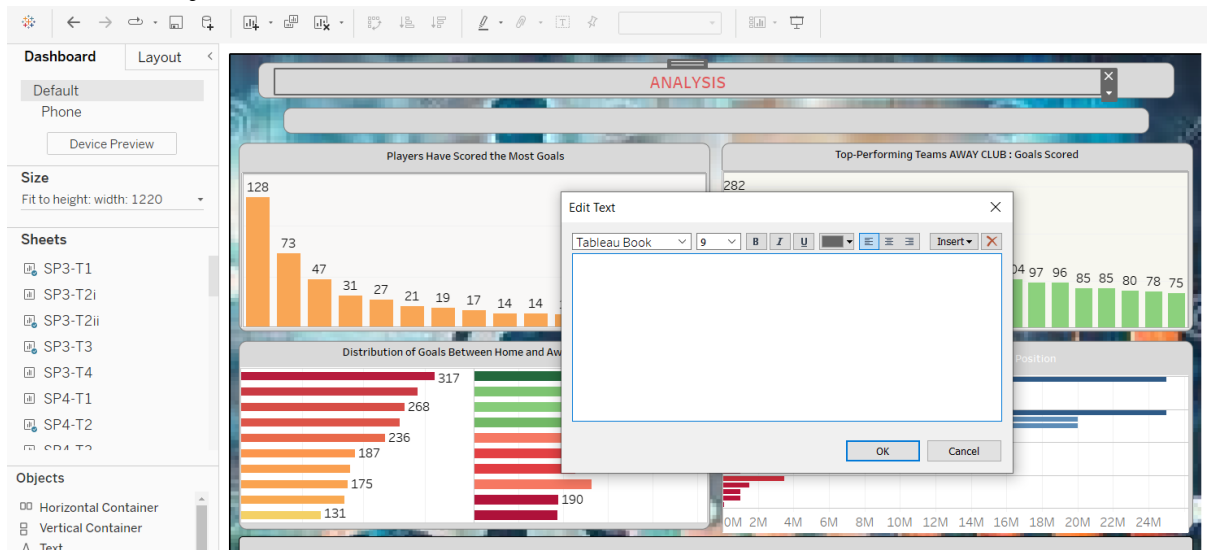 Dashboard Layout
Default
Phone
Device Preview
Size
Fit to height: width: 1220
Sheets
SP3-T1
SP3-T2i
SP3-T2ii
SP3-T3
SP3-T4
SP4-T1
SP4-T2
Objects
Horizontal Container
Vertical Container
Text
ANALYSIS
Players Have Scored the Most Goals
128
73
47
31 27 21 19 17 14 14
Top-Performing Teams AWAY CLUB : Goals Scored
282
97 96 85 85 80 78 75
Edit Text
Tableau Book 9 B I U Insert
OK Cancel
Distribution of Goals Between Home and
317
268
236
187
175
131
190
Position
0M 2M 4M 6M 8M 10M 12M 14M 16M 18M 20M 22M 24M